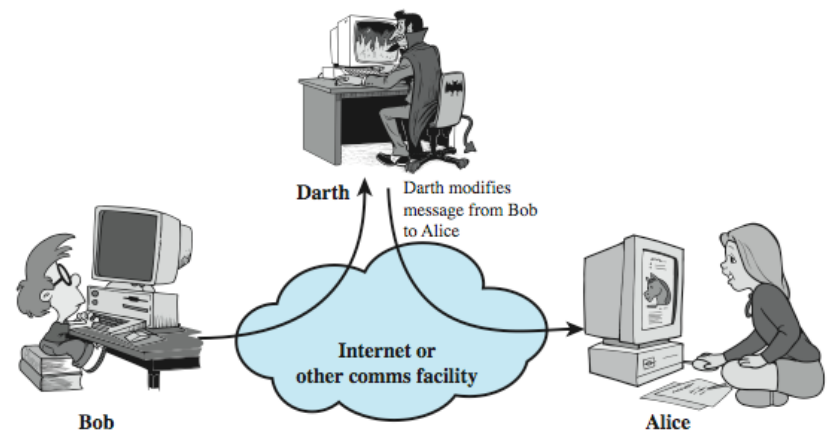 Darth
Darth modifies
message from Bob
to Alice
Internet or
other comms facility
Bob
Alice